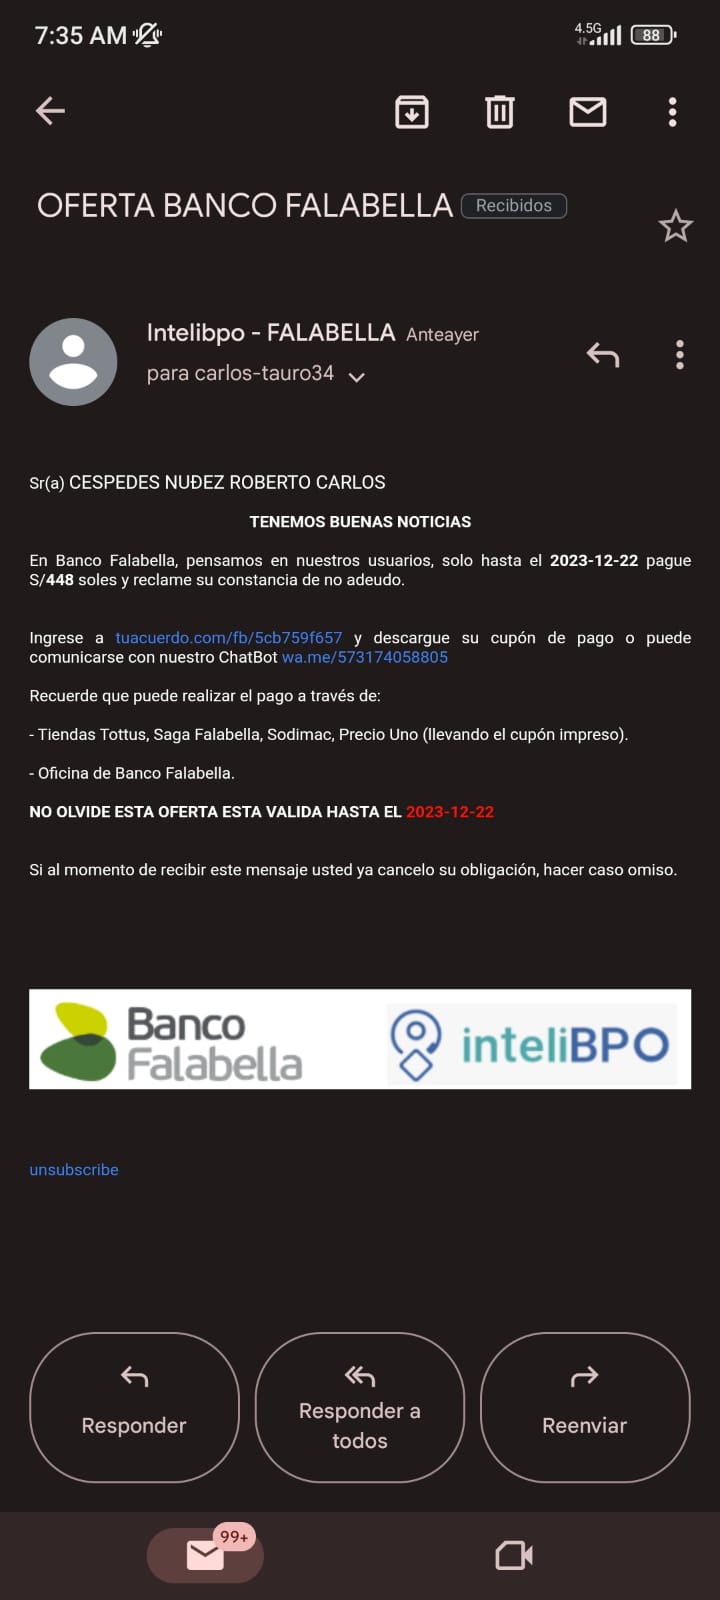 7:35 AM
4.5G
88
OFERTA BANCO FALABELLA Recibidos
Intelibpo - FALABELLA Anteayer
para carlos-tauro34
Sr(a) CESPEDES NUÐEZ ROBERTO CARLOS
TENEMOS BUENAS NOTICIAS
En Banco Falabella, pensamos en nuestros usuarios, solo hasta el 2023-12-22 pague
S/448 soles y reclame su constancia de no adeudo.
Ingrese a tuacuerdo.com/fb/5cb759f657 y descargue su cupón de pago o puede
comunicarse con nuestro ChatBot wa.me/573174058805
Recuerde que puede realizar el pago a través de:
- Tiendas Tottus, Saga Falabella, Sodimac, Precio Uno (llevando el cupón impreso).
- Oficina de Banco Falabella.
NO OLVIDE ESTA OFERTA ESTA VALIDA HASTA EL 2023-12-22
Si al momento de recibir este mensaje usted ya cancelo su obligación, hacer caso omiso.
Banco
Falabella
inteliBPO
unsubscribe
Responder
Responder a
todos
Reenviar
99+